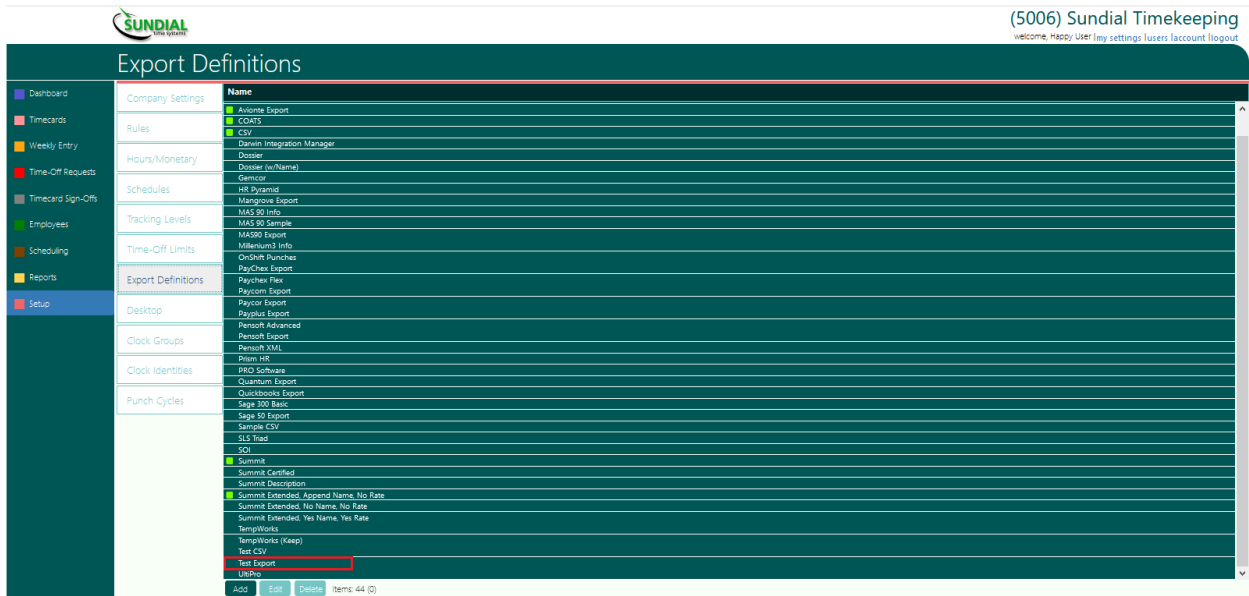 SUNDIAL
time systems
(5006) Sundial Timekeeping
welcome, Happy User |my settings |users |account |logout
Export Definitions
Dashboard
Timecards
Weekly Entry
Time-Off Requests
Timecard Sign-Offs
Employees
Scheduling
Reports
Setup
Company Settings
Rules
Hours/Monetary
Schedules
Tracking Levels
Time-Off Limits
Export Definitions
Desktop
Clock Groups
Clock Identities
Punch Cycles
Name
Avionte Export
COATS
CSV
Darwin Integration Manager
Dossier
Dossier (w/Name)
Gemcor
HR Pyramid
Mangrove Export
MAS 90 Info
MAS 90 Sample
MAS90 Export
Millenium3 Info
OnShift Punches
PayChex Export
Paychex Flex
Paycom Export
Paycor Export
Payplus Export
Pensoft Advanced
Pensoft Export
Pensoft XML
Prism HR
PRO Software
Quantum Export
Quickbooks Export
Sage 300 Basic
Sage 50 Export
Sample CSV
SLS Triad
SOI
Summit
Summit Certified
Summit Description
Summit Extended, Append Name, No Rate
Summit Extended, No Name, No Rate
Summit Extended, Yes Name, Yes Rate
TempWorks
TempWorks (Keep)
Test CSV
Test Export
UltiPro
Add Edit Delete Items: 44 (0)